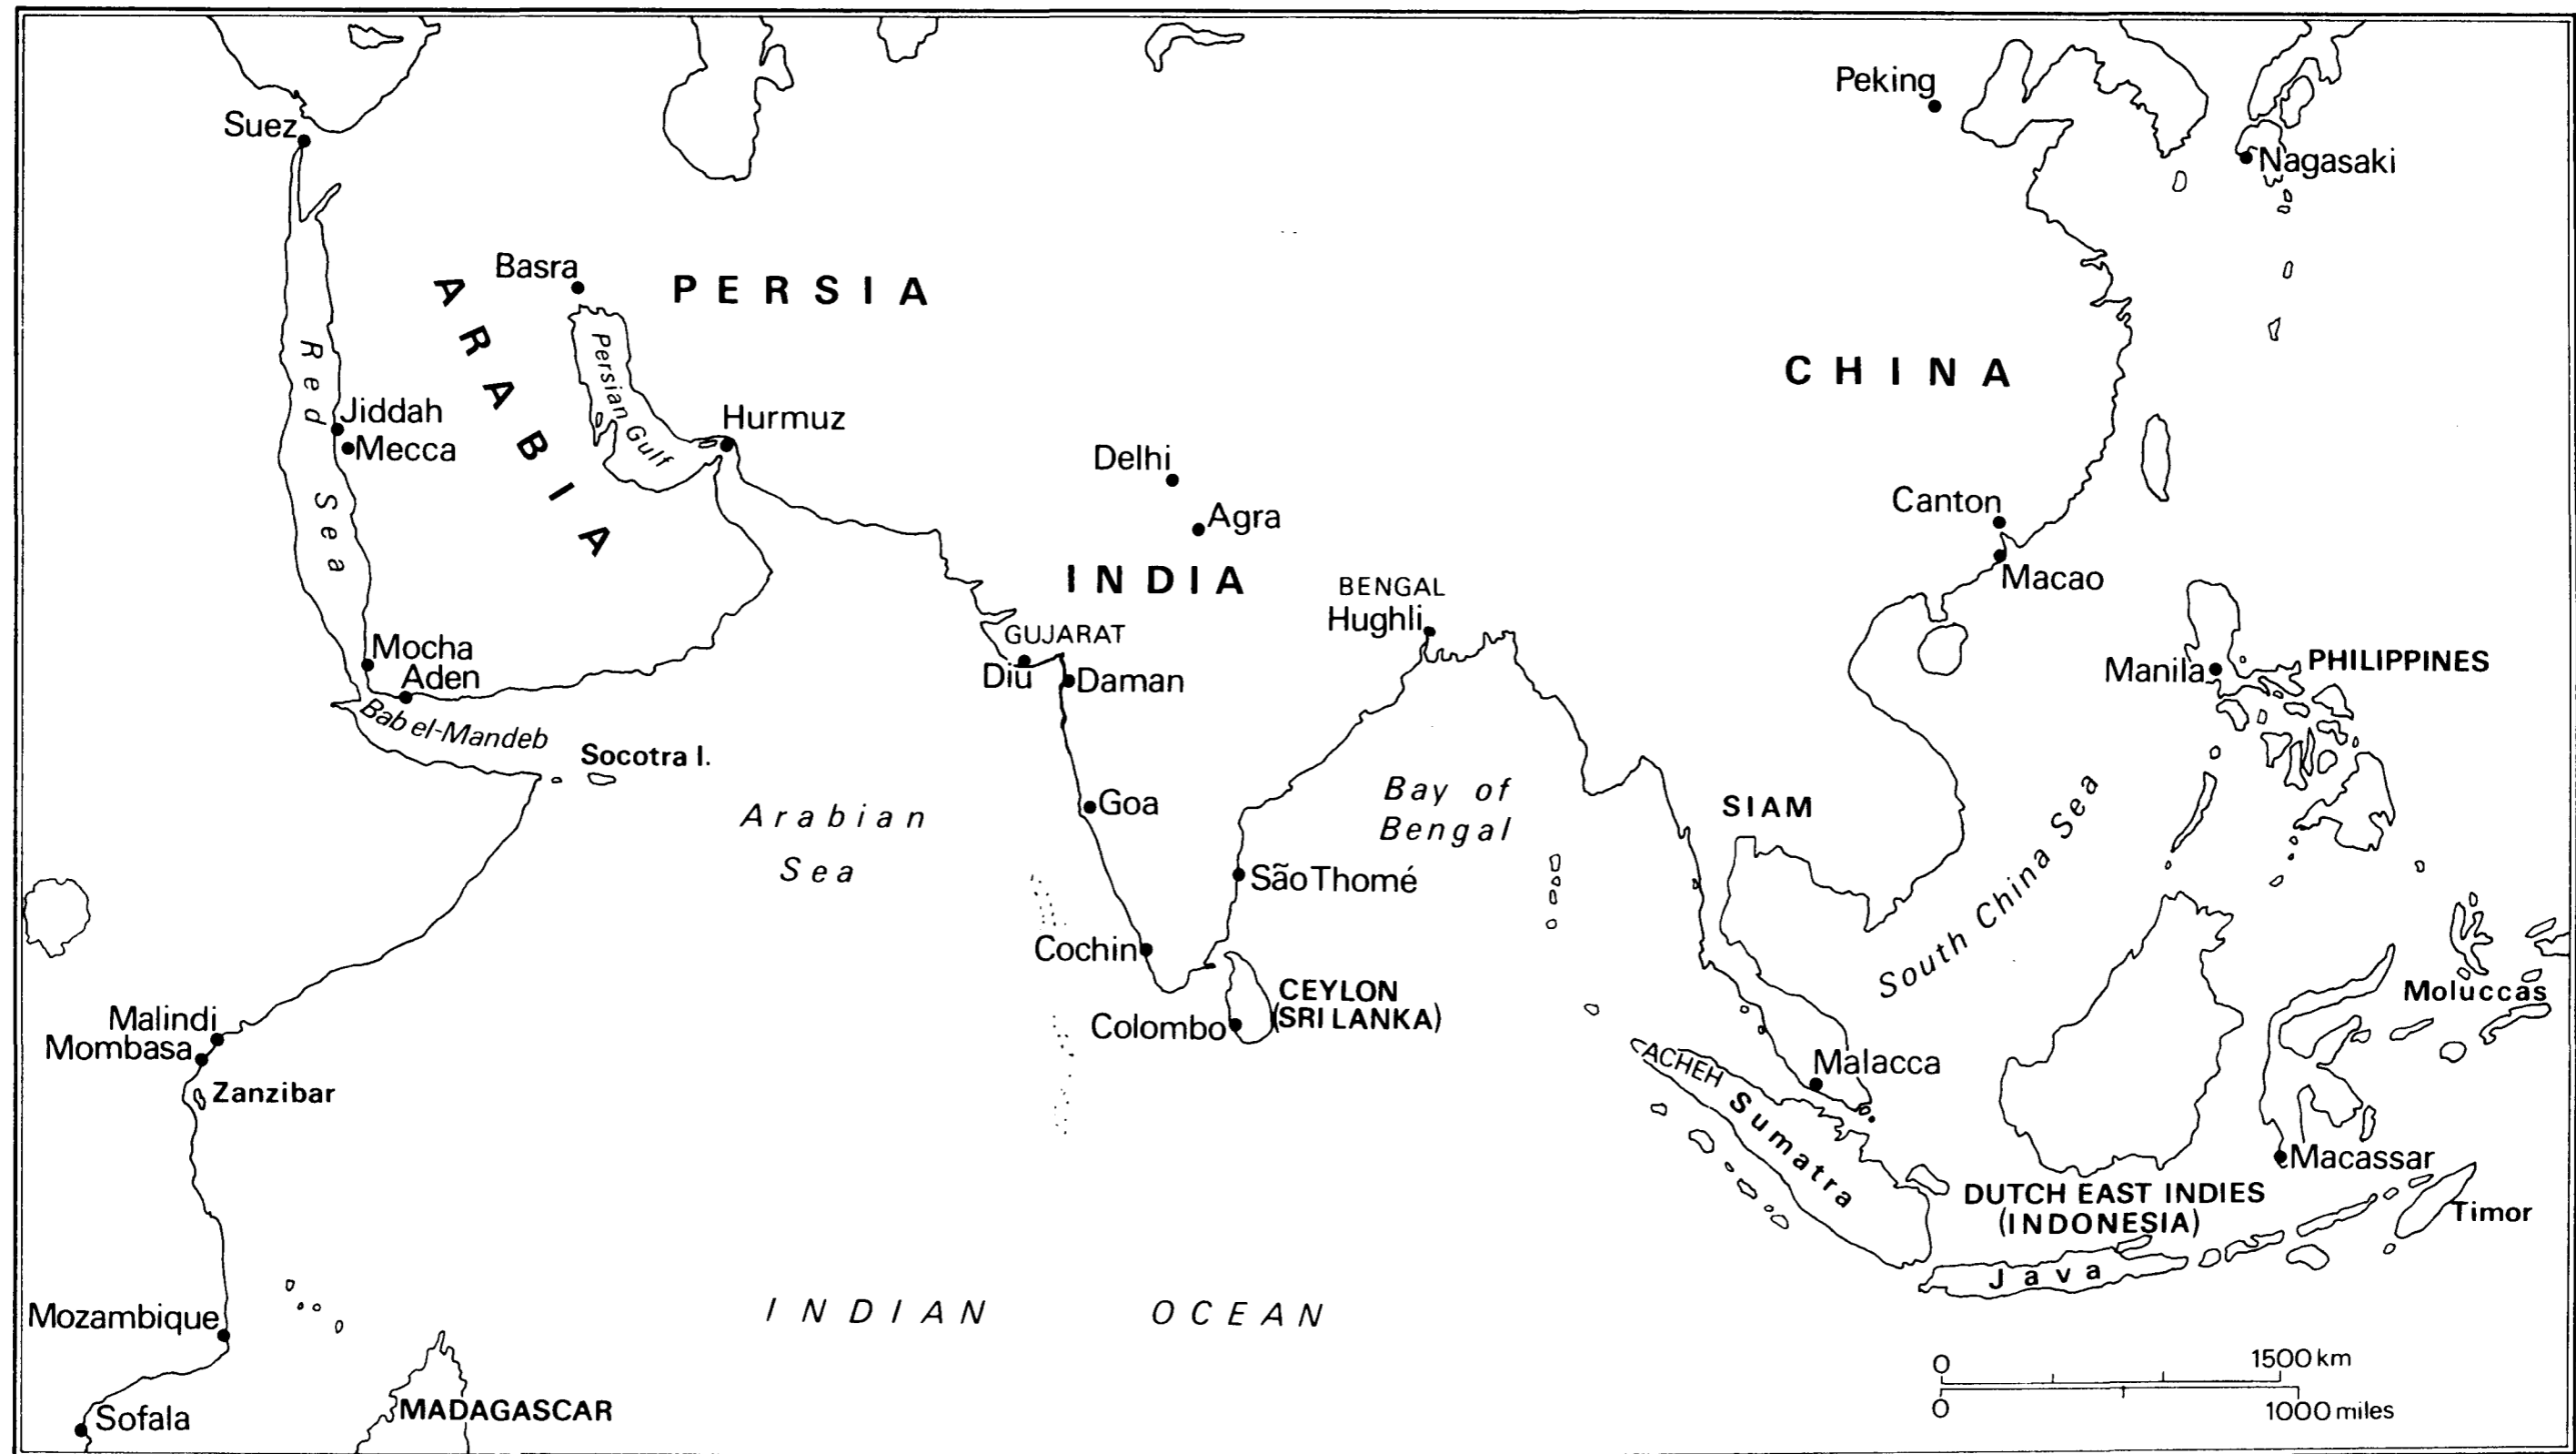 Peking
Suez
Nagasaki
Basra
PERSIA
ARABIA
Persian Gulf
Red Sea
CHINA
Jiddah
Mecca
Hurmuz
Delhi
Agra
Canton
Macao
INDIA
BENGAL
Hughli
GUJARAT
Diu
Daman
Mocha
Aden
Bab el-Mandeb
Socotra I.
Manila
PHILIPPINES
Arabian
Sea
Goa
Bay of
Bengal
SIAM
South China Sea
São Thomé
Cochin
CEYLON
(SRI LANKA)
Colombo
Moluccas
Malindi
Mombasa
Zanzibar
ACHEH
Sumatra
Malacca
Macassar
DUTCH EAST INDIES
(INDONESIA)
Timor
Java
Mozambique
INDIAN OCEAN
Sofala
MADAGASCAR
0 1500 km
0 1000 miles